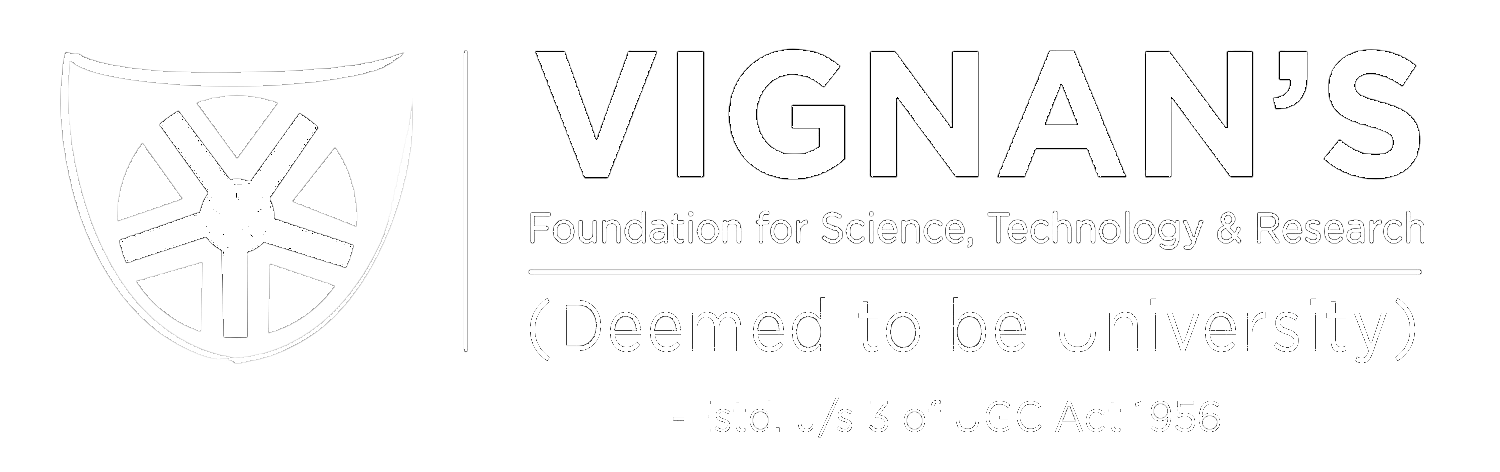 VIGNAN'S
Foundation for Science, Technology & Research
(Deemed to be University)
-Estd. u/s 3 of UGC Act 1956